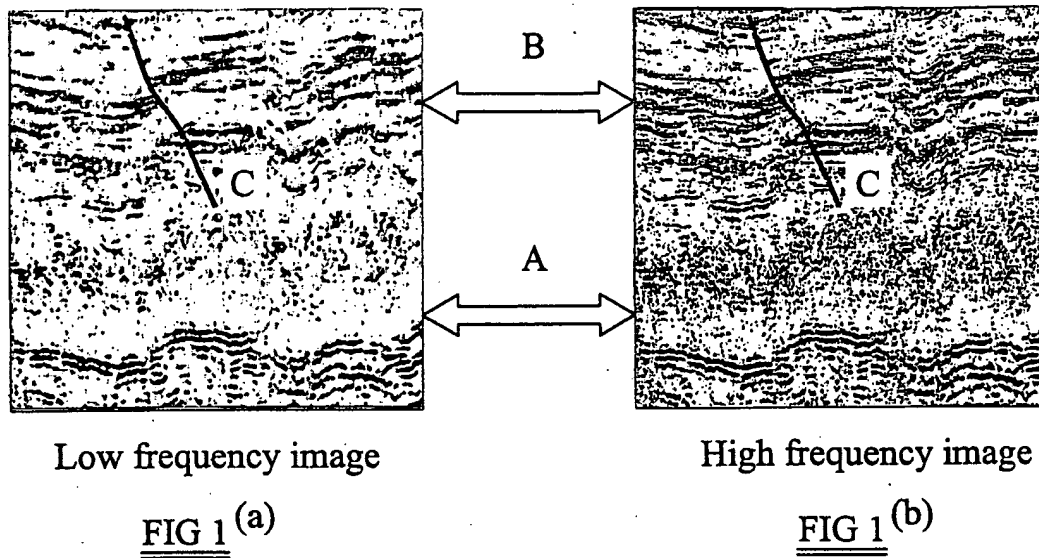 B
C
C
A
Low frequency image
High frequency image
FIG 1 (a)
FIG 1 (b)